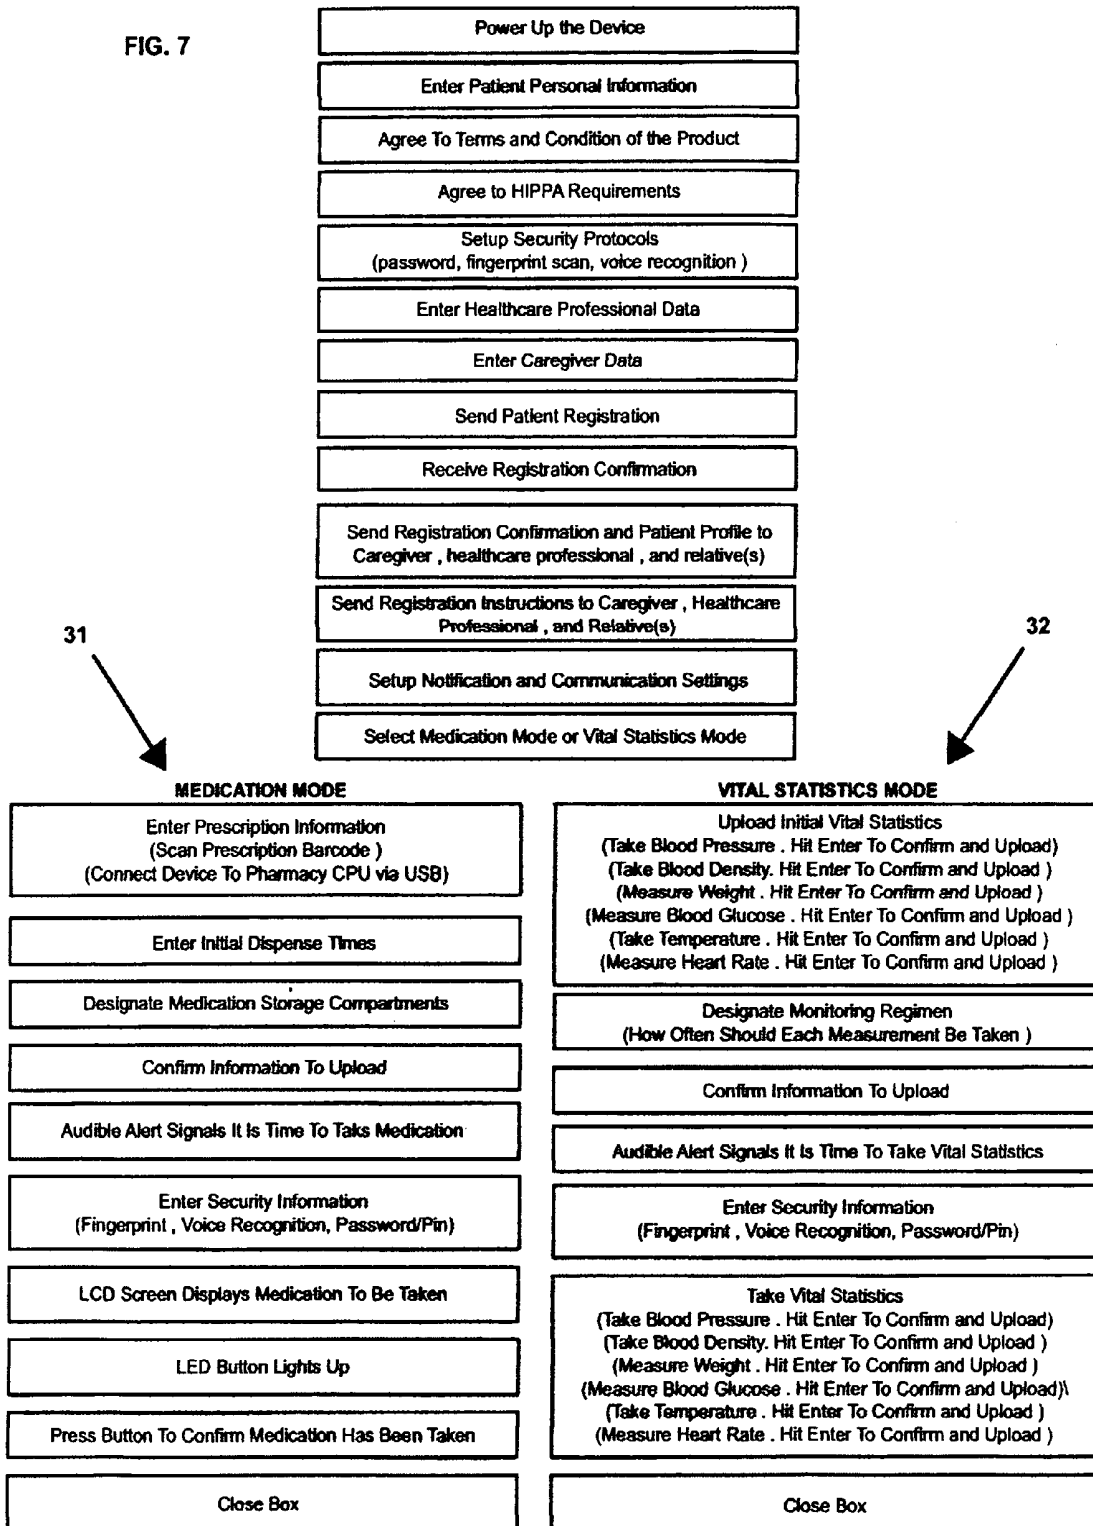 FIG. 7
Power Up the Device
Enter Patient Personal Information
Agree To Terms and Condition of the Product
Agree to HIPPA Requirements
Setup Security Protocols
(password, fingerprint scan, voice recognition )
Enter Healthcare Professional Data
Enter Caregiver Data
Send Patient Registration
Receive Registration Confirmation
Send Registration Confirmation and Patient Profile to
Caregiver , healthcare professional , and relative(s)
Send Registration Instructions to Caregiver , Healthcare
Professional , and Relative(s)
Setup Notification and Communication Settings
Select Medication Mode or Vital Statistics Mode
31
32
MEDICATION MODE
Enter Prescription Information
(Scan Prescription Barcode )
(Connect Device To Pharmacy CPU via USB)
Enter Initial Dispense Times
Designate Medication Storage Compartments
Confirm Information To Upload
Audible Alert Signals It Is Time To Taks Medication
Enter Security Information
(Fingerprint , Voice Recognition, Password/Pin)
LCD Screen Displays Medication To Be Taken
LED Button Lights Up
Press Button To Confirm Medication Has Been Taken
Close Box
VITAL STATISTICS MODE
Upload Initial Vital Statistics
(Take Blood Pressure . Hit Enter To Confirm and Upload)
(Take Blood Density. Hit Enter To Confirm and Upload )
(Measure Weight . Hit Enter To Confirm and Upload )
(Measure Blood Glucose . Hit Enter To Confirm and Upload )
(Take Temperature . Hit Enter To Confirm and Upload )
(Measure Heart Rate . Hit Enter To Confirm and Upload )
Designate Monitoring Regimen
(How Often Should Each Measurement Be Taken )
Confirm Information To Upload
Audible Alert Signals It Is Time To Take Vital Statistics
Enter Security Information
(Fingerprint , Voice Recognition, Password/Pin)
Take Vital Statistics
(Take Blood Pressure . Hit Enter To Confirm and Upload)
(Take Blood Density. Hit Enter To Confirm and Upload )
(Measure Weight . Hit Enter To Confirm and Upload )
(Measure Blood Glucose . Hit Enter To Confirm and Upload)\
(Take Temperature . Hit Enter To Confirm and Upload )
(Measure Heart Rate . Hit Enter To Confirm and Upload )
Close Box